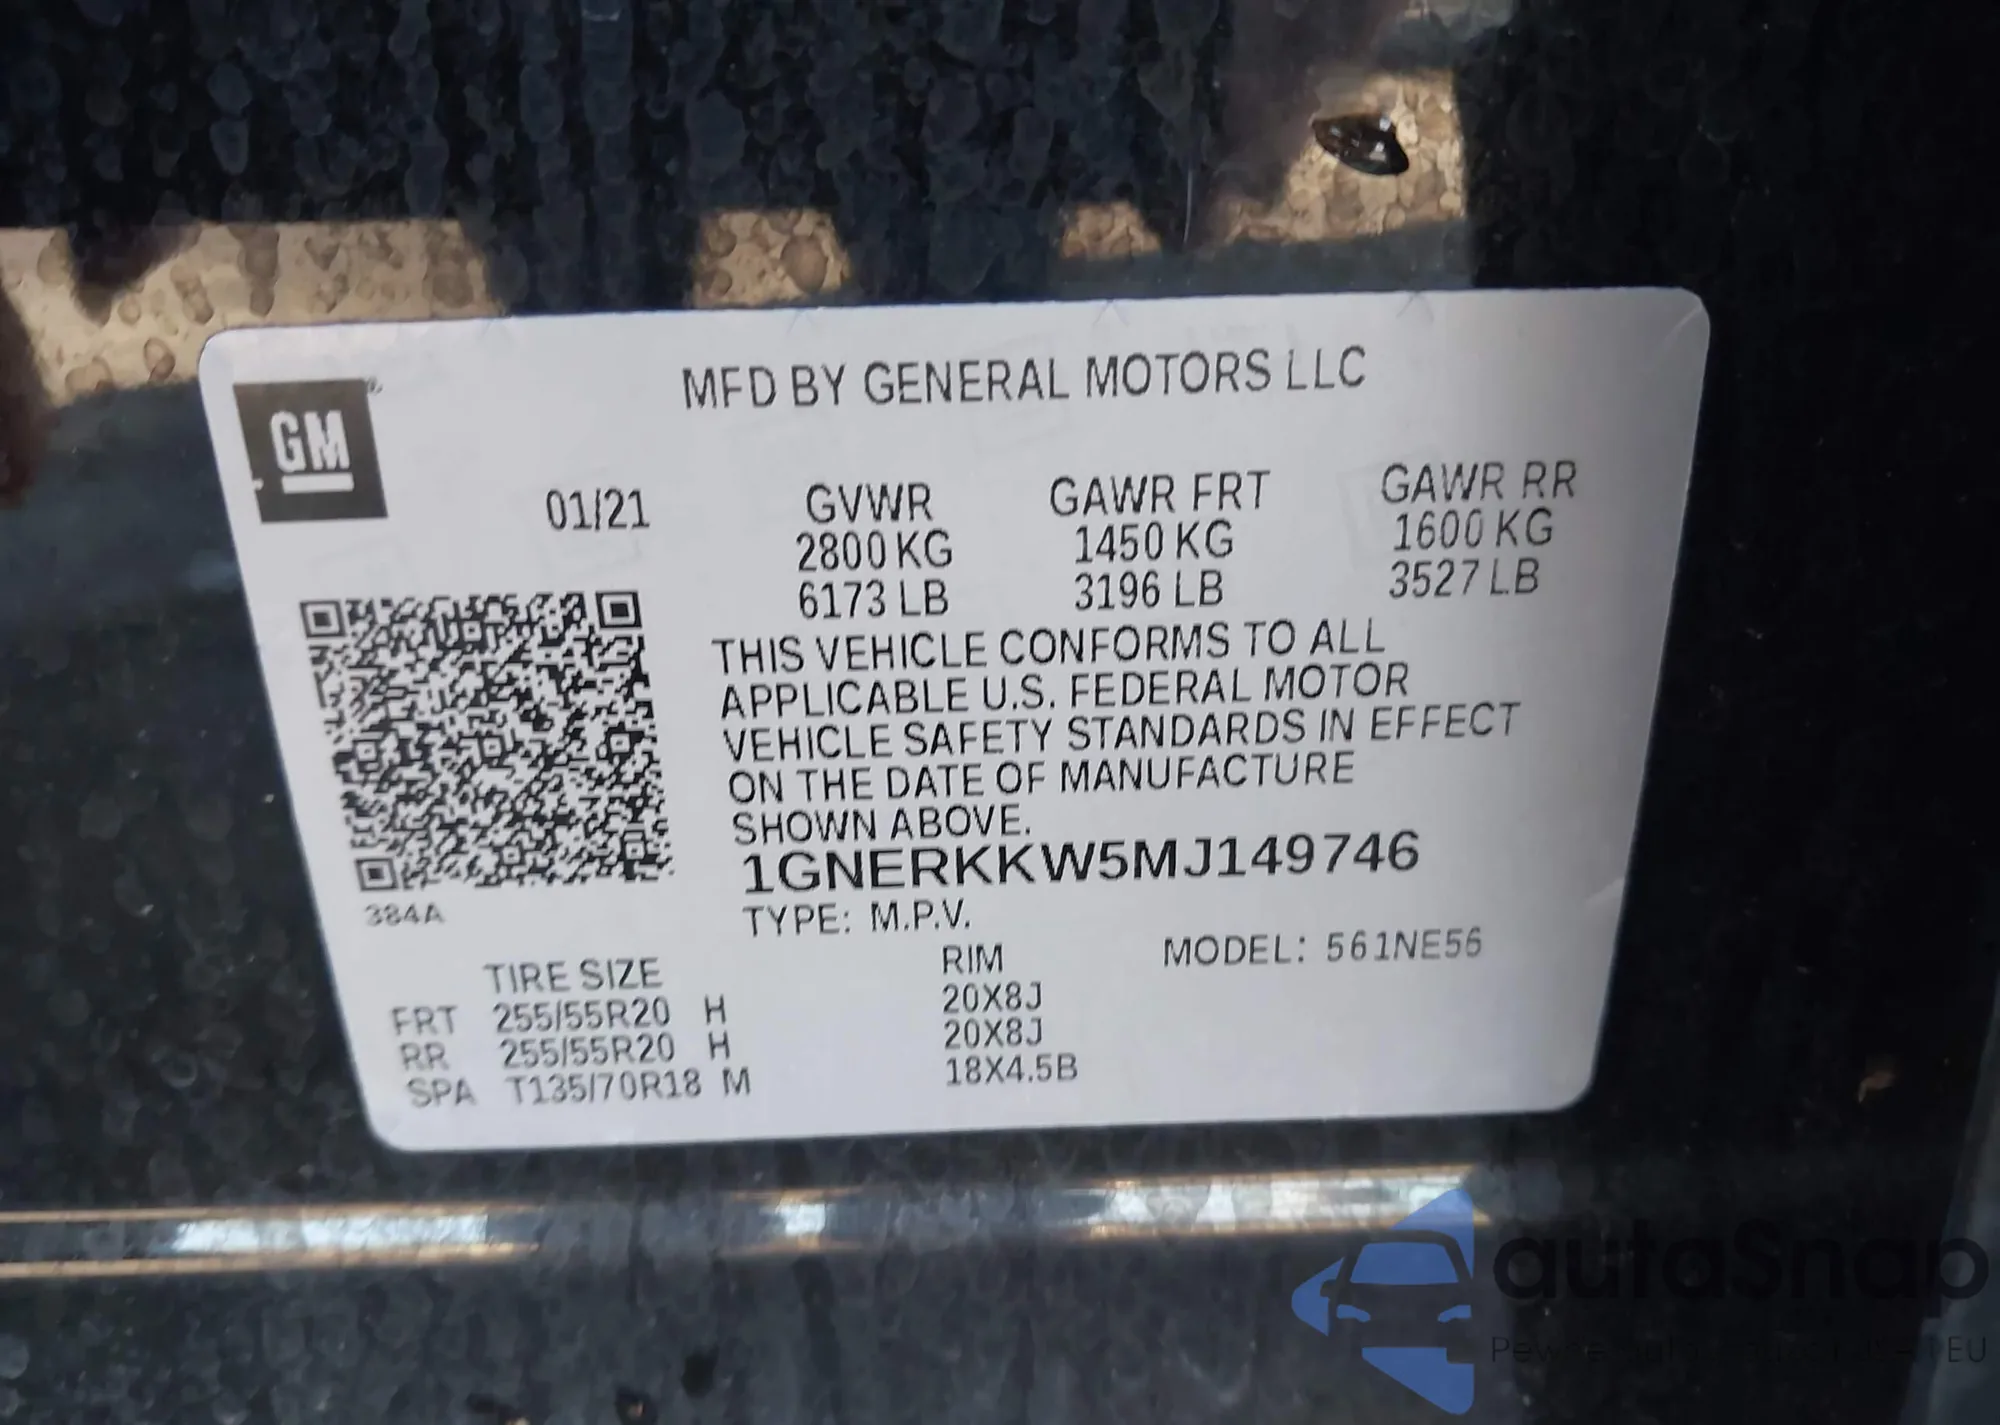 MFD BY GENERAL MOTORS LLC
GM
01/21 GVWR GAWR FRT GAWR RR
2800 KG 1450 KG 1600 KG
6173 LB 3196 LB 3527 LB
THIS VEHICLE CONFORMS TO ALL
APPLICABLE U.S. FEDERAL MOTOR
VEHICLE SAFETY STANDARDS IN EFFECT
ON THE DATE OF MANUFACTURE
SHOWN ABOVE.
1GNERKKW5MJ149746
384A
TYPE: M.P.V.
TIRE SIZE RIM MODEL: 561NE56
FRT 255/55R20 H 20X8J
RR 255/55R20 H 20X8J
SPA T135/70R18 M 18X4.5B
autoSnap
EU